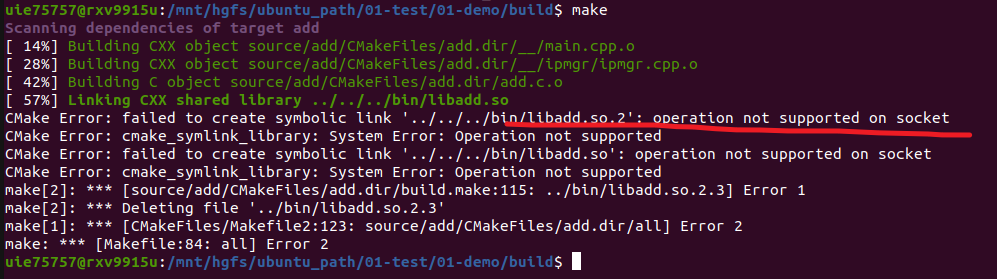 uie75757@rxv9915u:/mnt/hgfs/ubuntu_path/01-test/01-demo/build$ make
Scanning dependencies of target add
[ 14%] Building CXX object source/add/CMakeFiles/add.dir/__/main.cpp.o
[ 28%] Building CXX object source/add/CMakeFiles/add.dir/__/ipmgr/ipmgr.cpp.o
[ 42%] Building C object source/add/CMakeFiles/add.dir/add.c.o
[ 57%] Linking CXX shared library ../../../bin/libadd.so
CMake Error: failed to create symbolic link '../../../bin/libadd.so.2': operation not supported on socket
CMake Error: cmake_symlink_library: System Error: Operation not supported
CMake Error: failed to create symbolic link '../../../bin/libadd.so': operation not supported on socket
CMake Error: cmake_symlink_library: System Error: Operation not supported
make[2]: *** [source/add/CMakeFiles/add.dir/build.make:115: ../bin/libadd.so.2.3] Error 1
make[2]: *** Deleting file '../bin/libadd.so.2.3'
make[1]: *** [CMakeFiles/Makefile2:123: source/add/CMakeFiles/add.dir/all] Error 2
make: *** [Makefile:84: all] Error 2
uie75757@rxv9915u:/mnt/hgfs/ubuntu_path/01-test/01-demo/build$